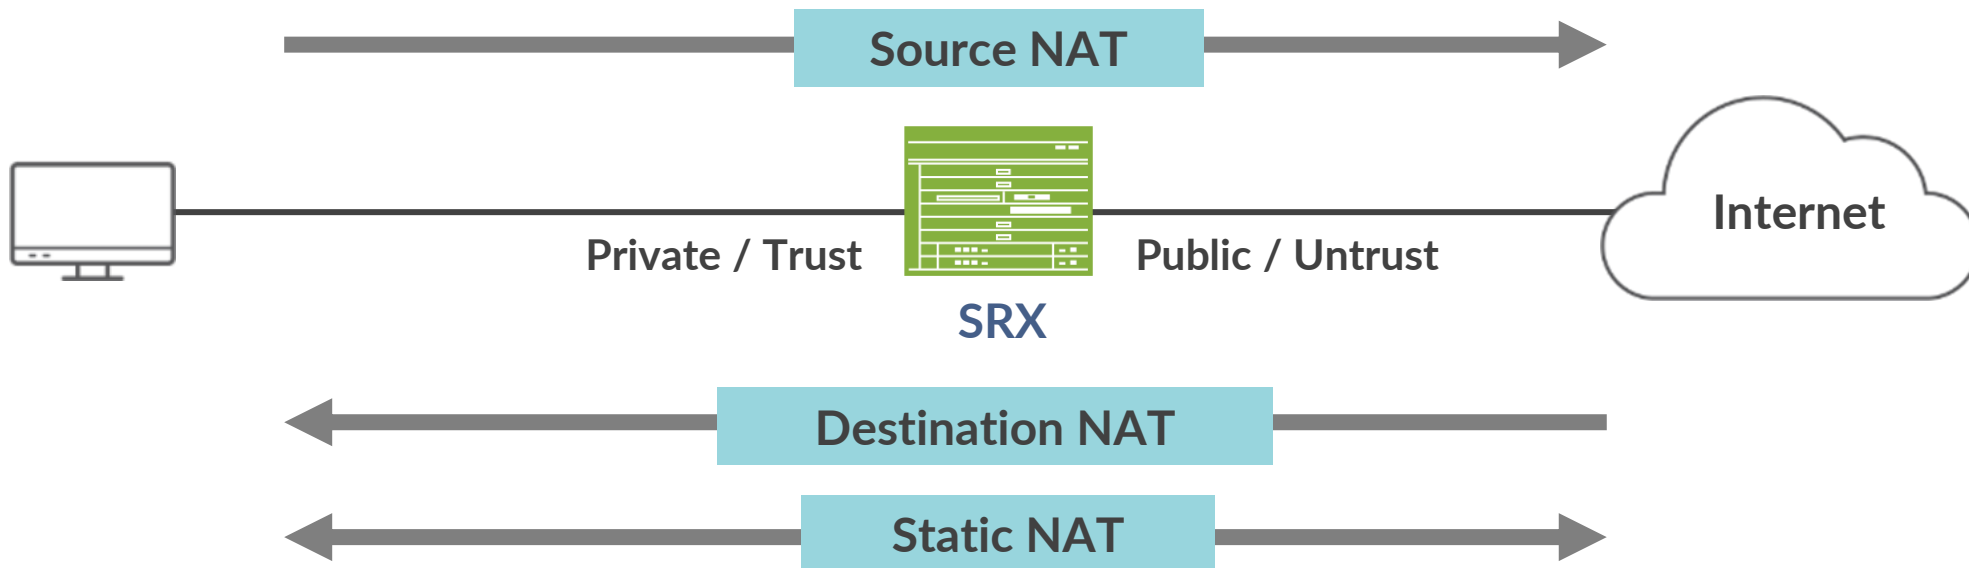 Source NAT
Internet
Private / Trust
Public / Untrust
SRX
Destination NAT
Static NAT